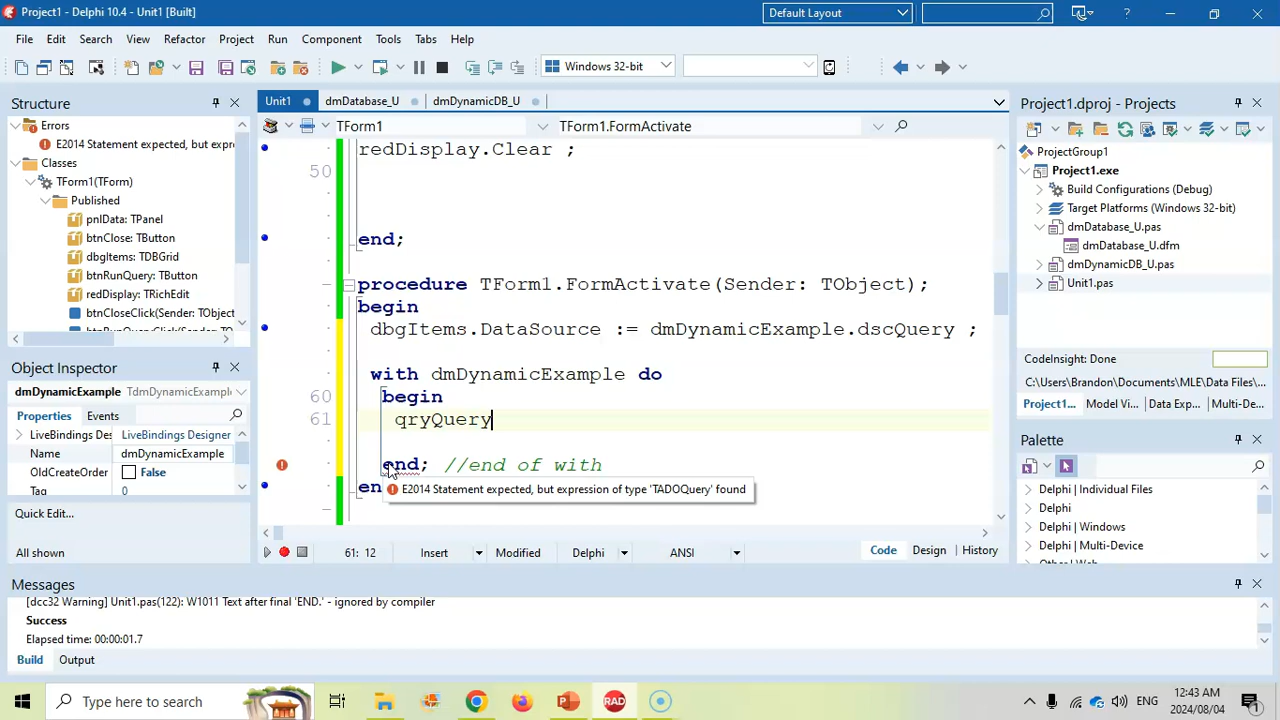 Project1 - Delphi 10.4 - Unit1 [Built]
Default Layout
File Edit Search View Refactor Project Run Component Tools Tabs Help
Windows 32-bit
Structure
Errors
E2014 Statement expected, but expre
Classes
TForm1(TForm)
Published
pnlData: TPanel
btnClose: TButton
dbgItems: TDBGrid
btnRunQuery: TButton
redDisplay: TRichEdit
btnCloseClick(Sender: TObject
Object Inspector
dmDynamicExample TdmDynamicExampl
Properties Events
LiveBindings Des LiveBindings Designer
Name dmDynamicExample
OldCreateOrder False
Tag 0
Quick Edit...
All shown
Unit1 dmDatabase_U dmDynamicDB_U
TForm1 TForm1.FormActivate
redDisplay.Clear ;
50
end;
procedure TForm1.FormActivate(Sender: TObject);
begin
dbgItems.DataSource := dmDynamicExample.dscQuery ;
with dmDynamicExample do
60 begin
61 qryQuery
end; //end of with
en
E2014 Statement expected, but expression of type 'TADOQuery' found
61: 12 Insert Modified Delphi ANSI Code Design History
Project1.dproj - Projects
ProjectGroup1
Project1.exe
Build Configurations (Debug)
Target Platforms (Windows 32-bit)
dmDatabase_U.pas
dmDatabase_U.dfm
dmDynamicDB_U.pas
Unit1.pas
CodeInsight: Done
C:\Users\Brandon\Documents\MLE\Data Files\...
Project1... Model Vi... Data Exp... Multi-De...
Palette
Delphi | Individual Files
Delphi | Windows
Delphi | Multi-Device
Other | Web
Messages
[dcc32 Warning] Unit1.pas(122): W1011 Text after final 'END.' - ignored by compiler
Success
Elapsed time: 00:00:01.7
Build Output
Type here to search
RAD
ENG
12:43 AM
2024/08/04